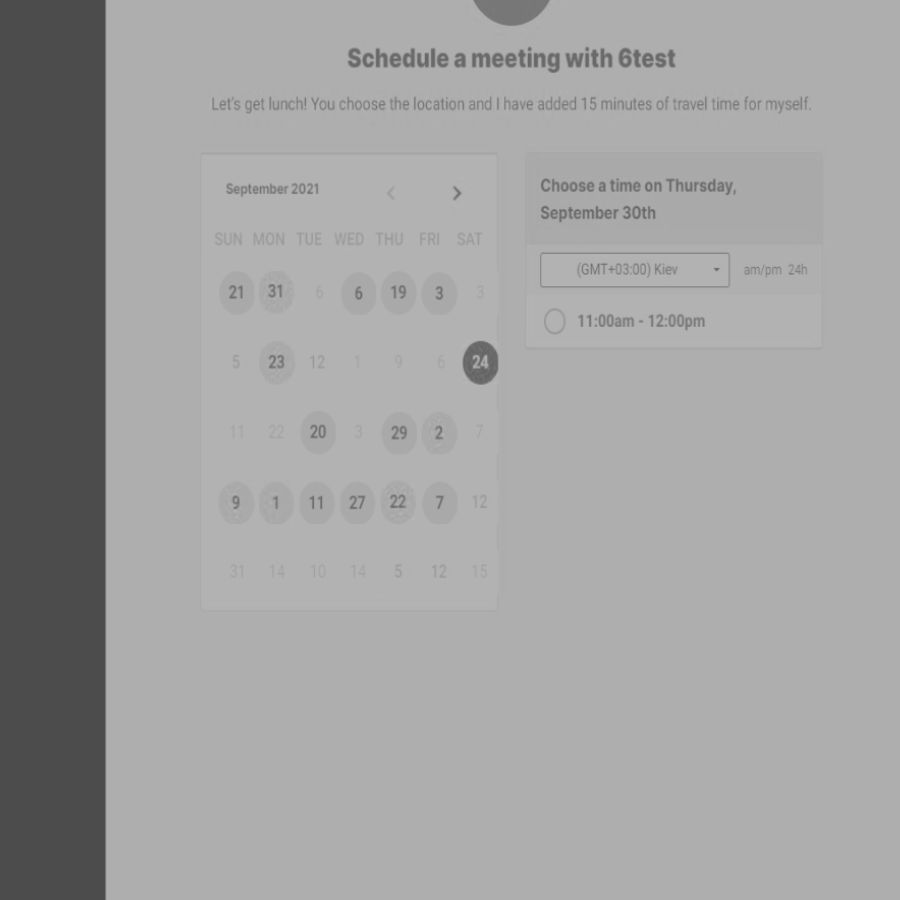 Schedule a meeting with 6test
Let's get lunch! You choose the location and I have added 15 minutes of travel time for myself.
September 2021
SUN MON TUE WED THU FRI SAT
21 31 6 6 19 3 3
5 23 12 1 9 6 24
11 22 20 3 29 2 7
9 1 11 27 22 7 12
31 14 10 14 5 12 15
Choose a time on Thursday,
September 30th
(GMT+03:00) Kiev am/pm 24h
11:00am - 12:00pm